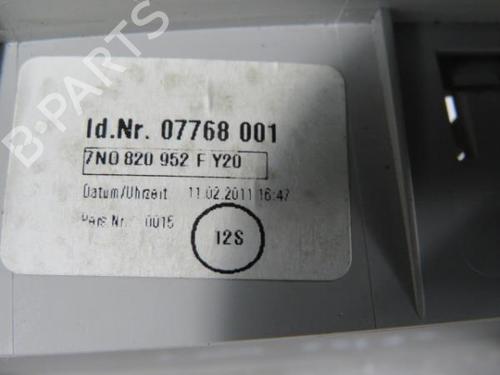 B-PARTS
Id.Nr. 07768 001
7N0 820 952 F Y20
Datum/Uhrzeit 11.02.2011 16:47
Pers.Nr. 0015
12S